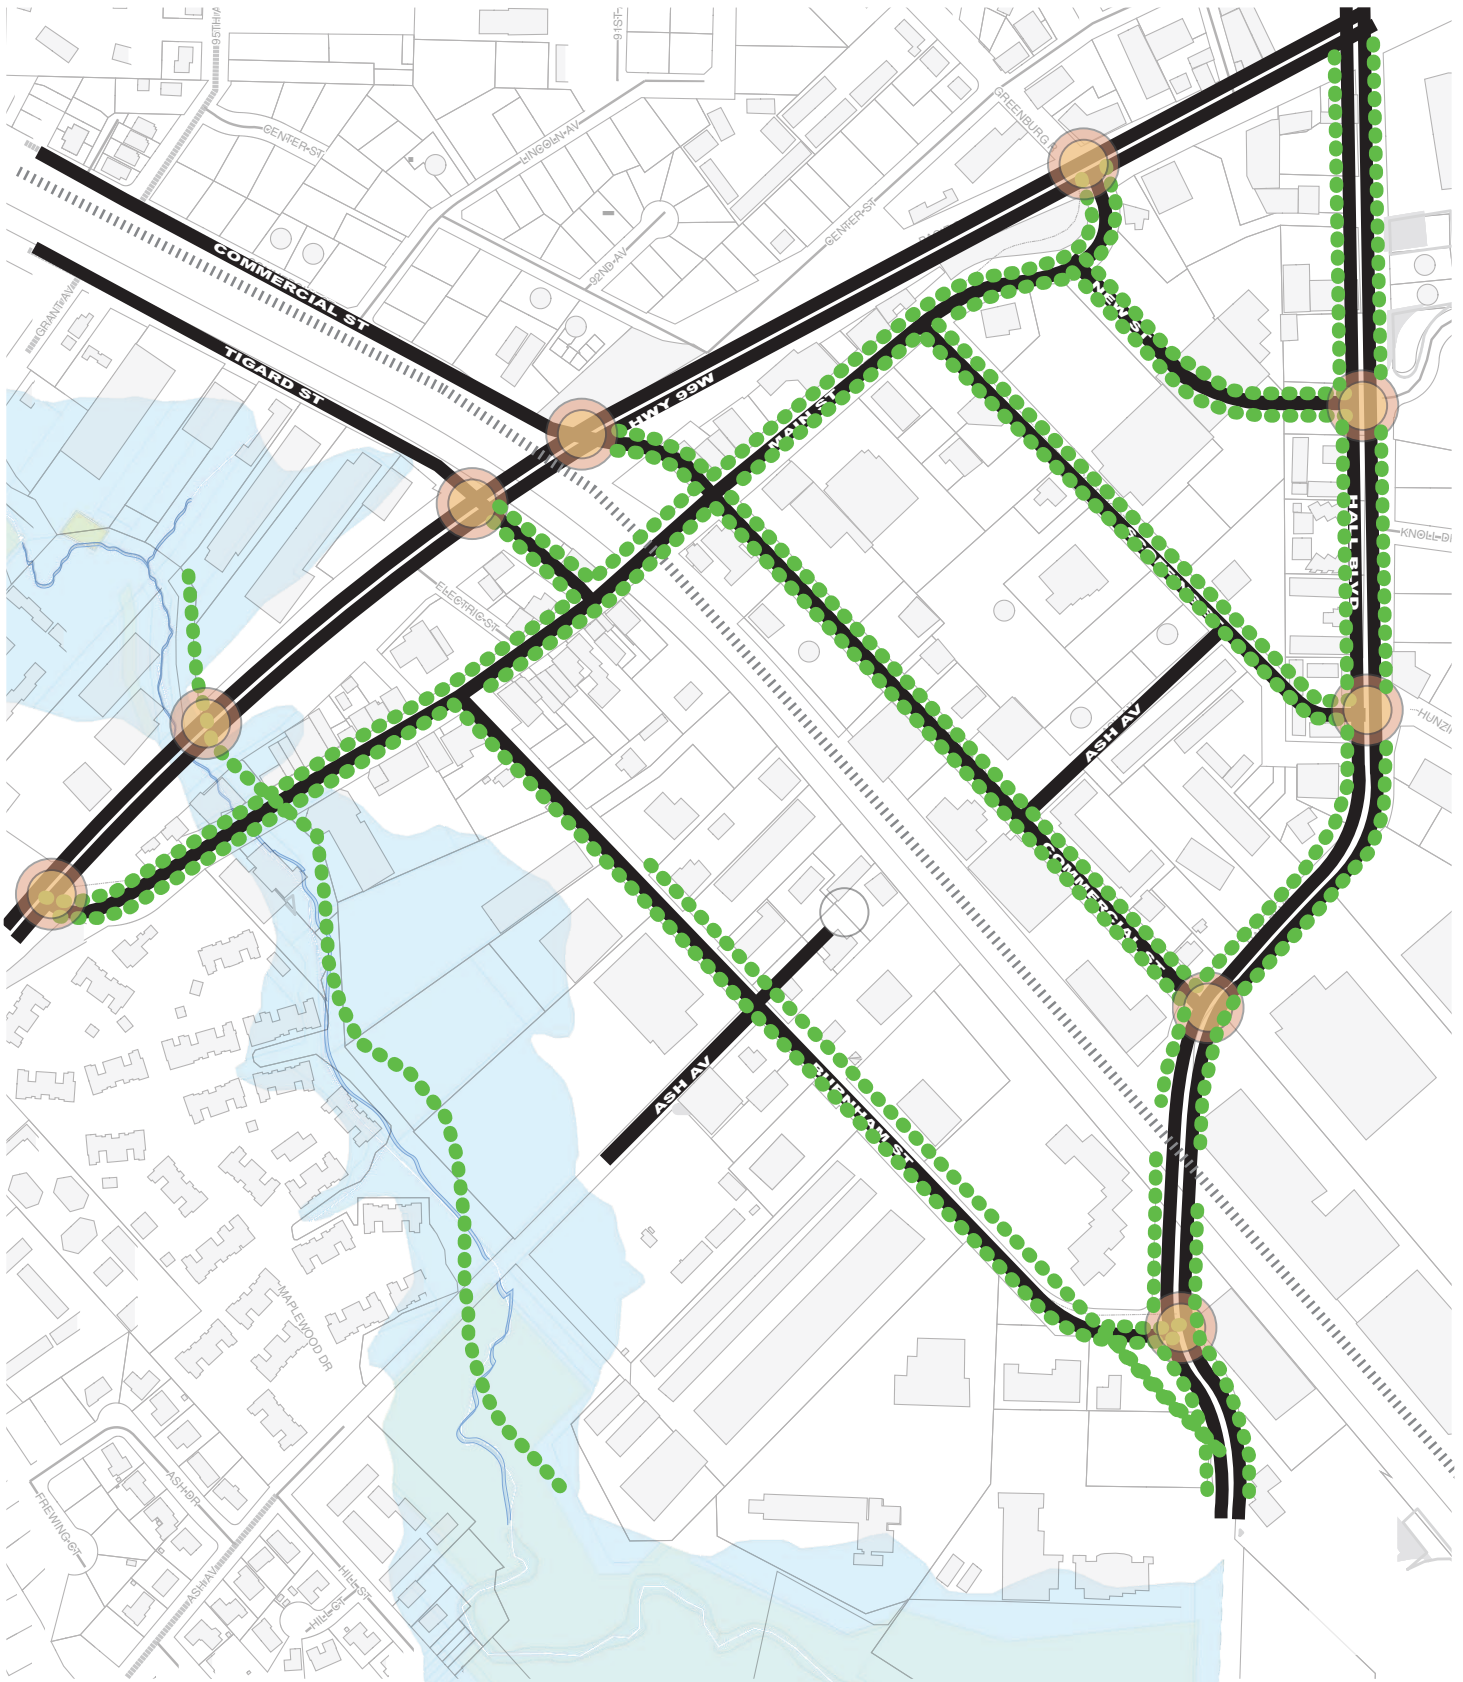 95TH A
91ST
GREENBURG
CENTER ST
LINCOLN AV
CENTER ST
COMMERCIAL ST
92ND AV
GRANT AV
NEW ST
TIGARD ST
HWY 99W
MAIN ST
HALL BLVD
KNOLL DR
ELECTRIC ST
ASH AV
HUNZI
COMMERCIAL ST
ASH AV
BURNHAM ST
MAPLEWOOD DR
ASH DR
FREWING CT
ASH AV
HILL ST
HILL CT